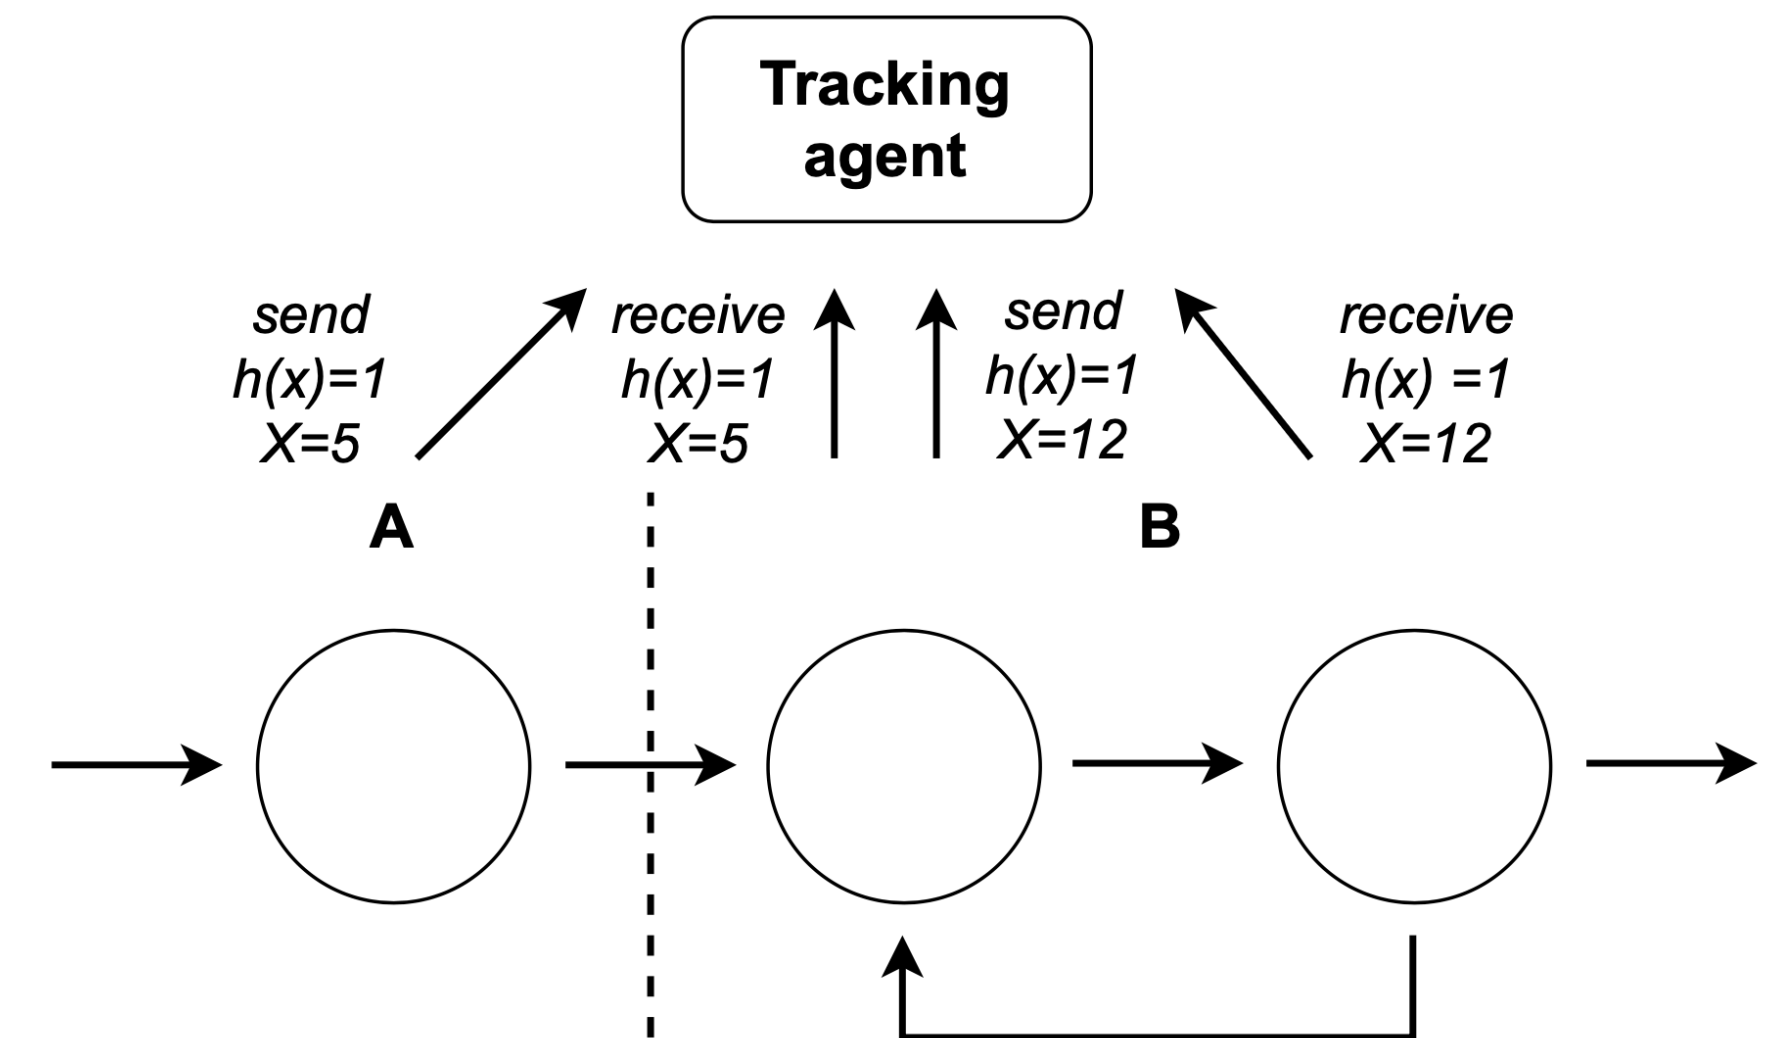 Tracking
agent
send
h(x)=1
X=5
receive
h(x)=1
X=5
send
h(x)=1
X=12
receive
h(x) =1
X=12
A
B